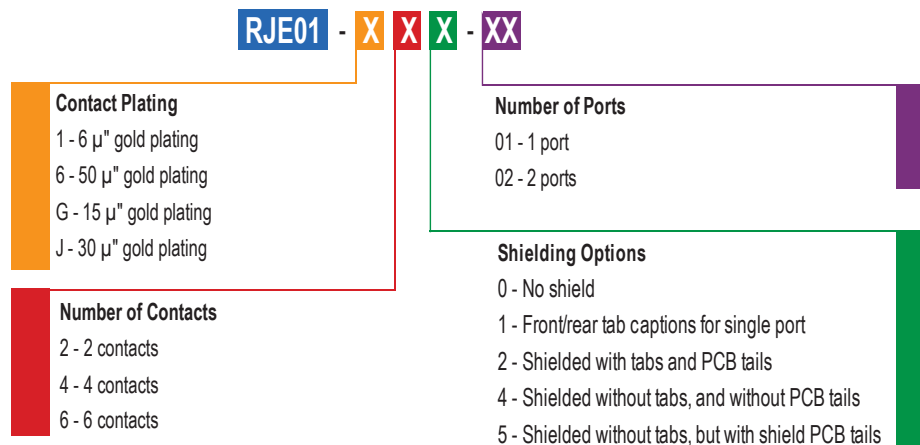 RJE01 - X X X - XX
Contact Plating
1 - 6 µ" gold plating
6 - 50 µ" gold plating
G - 15 µ" gold plating
J - 30 µ" gold plating
Number of Contacts
2 - 2 contacts
4 - 4 contacts
6 - 6 contacts
Number of Ports
01 - 1 port
02 - 2 ports
Shielding Options
0 - No shield
1 - Front/rear tab captions for single port
2 - Shielded with tabs and PCB tails
4 - Shielded without tabs, and without PCB tails
5 - Shielded without tabs, but with shield PCB tails